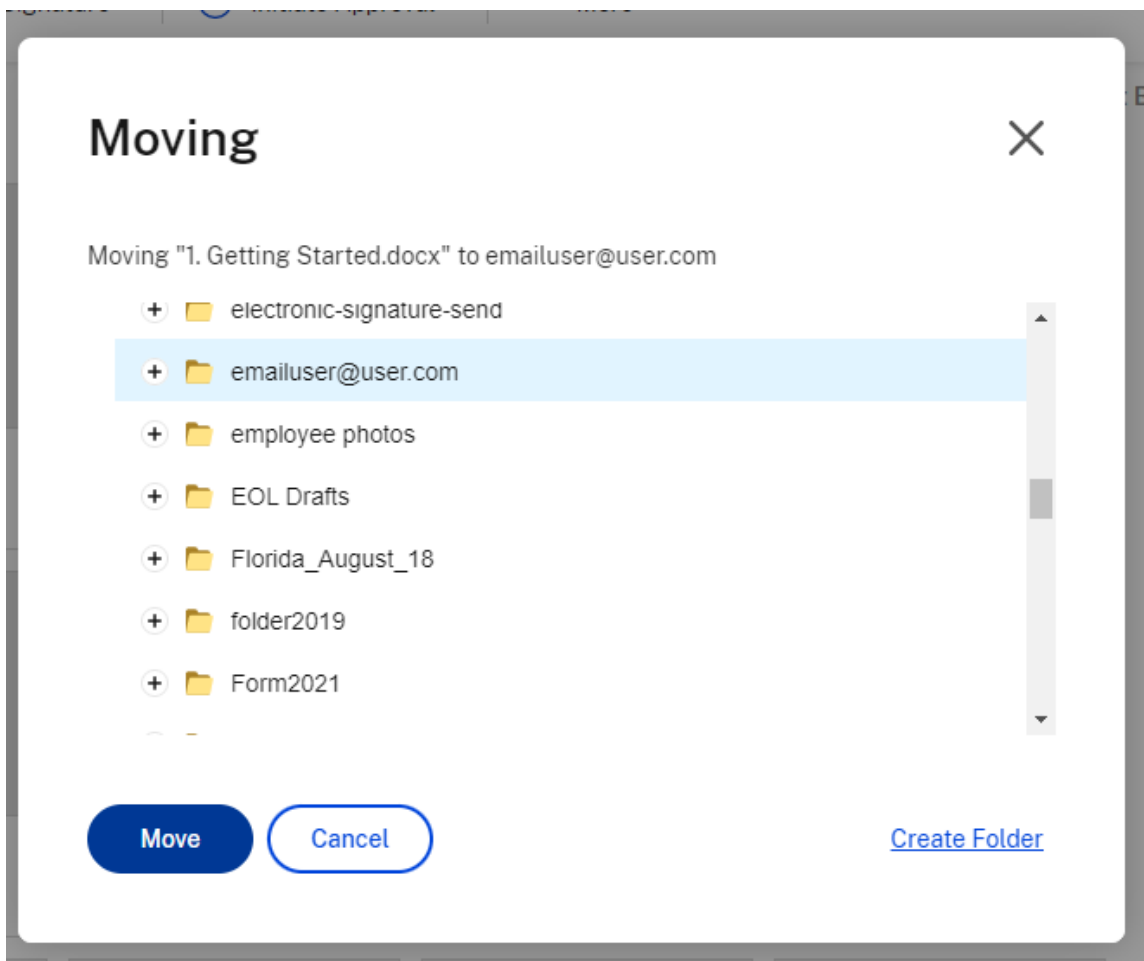 Moving
Moving "1. Getting Started.docx" to emailuser@user.com
electronic-signature-send
emailuser@user.com
employee photos
EOL Drafts
Florida_August_18
folder2019
Form2021
Move
Cancel
Create Folder